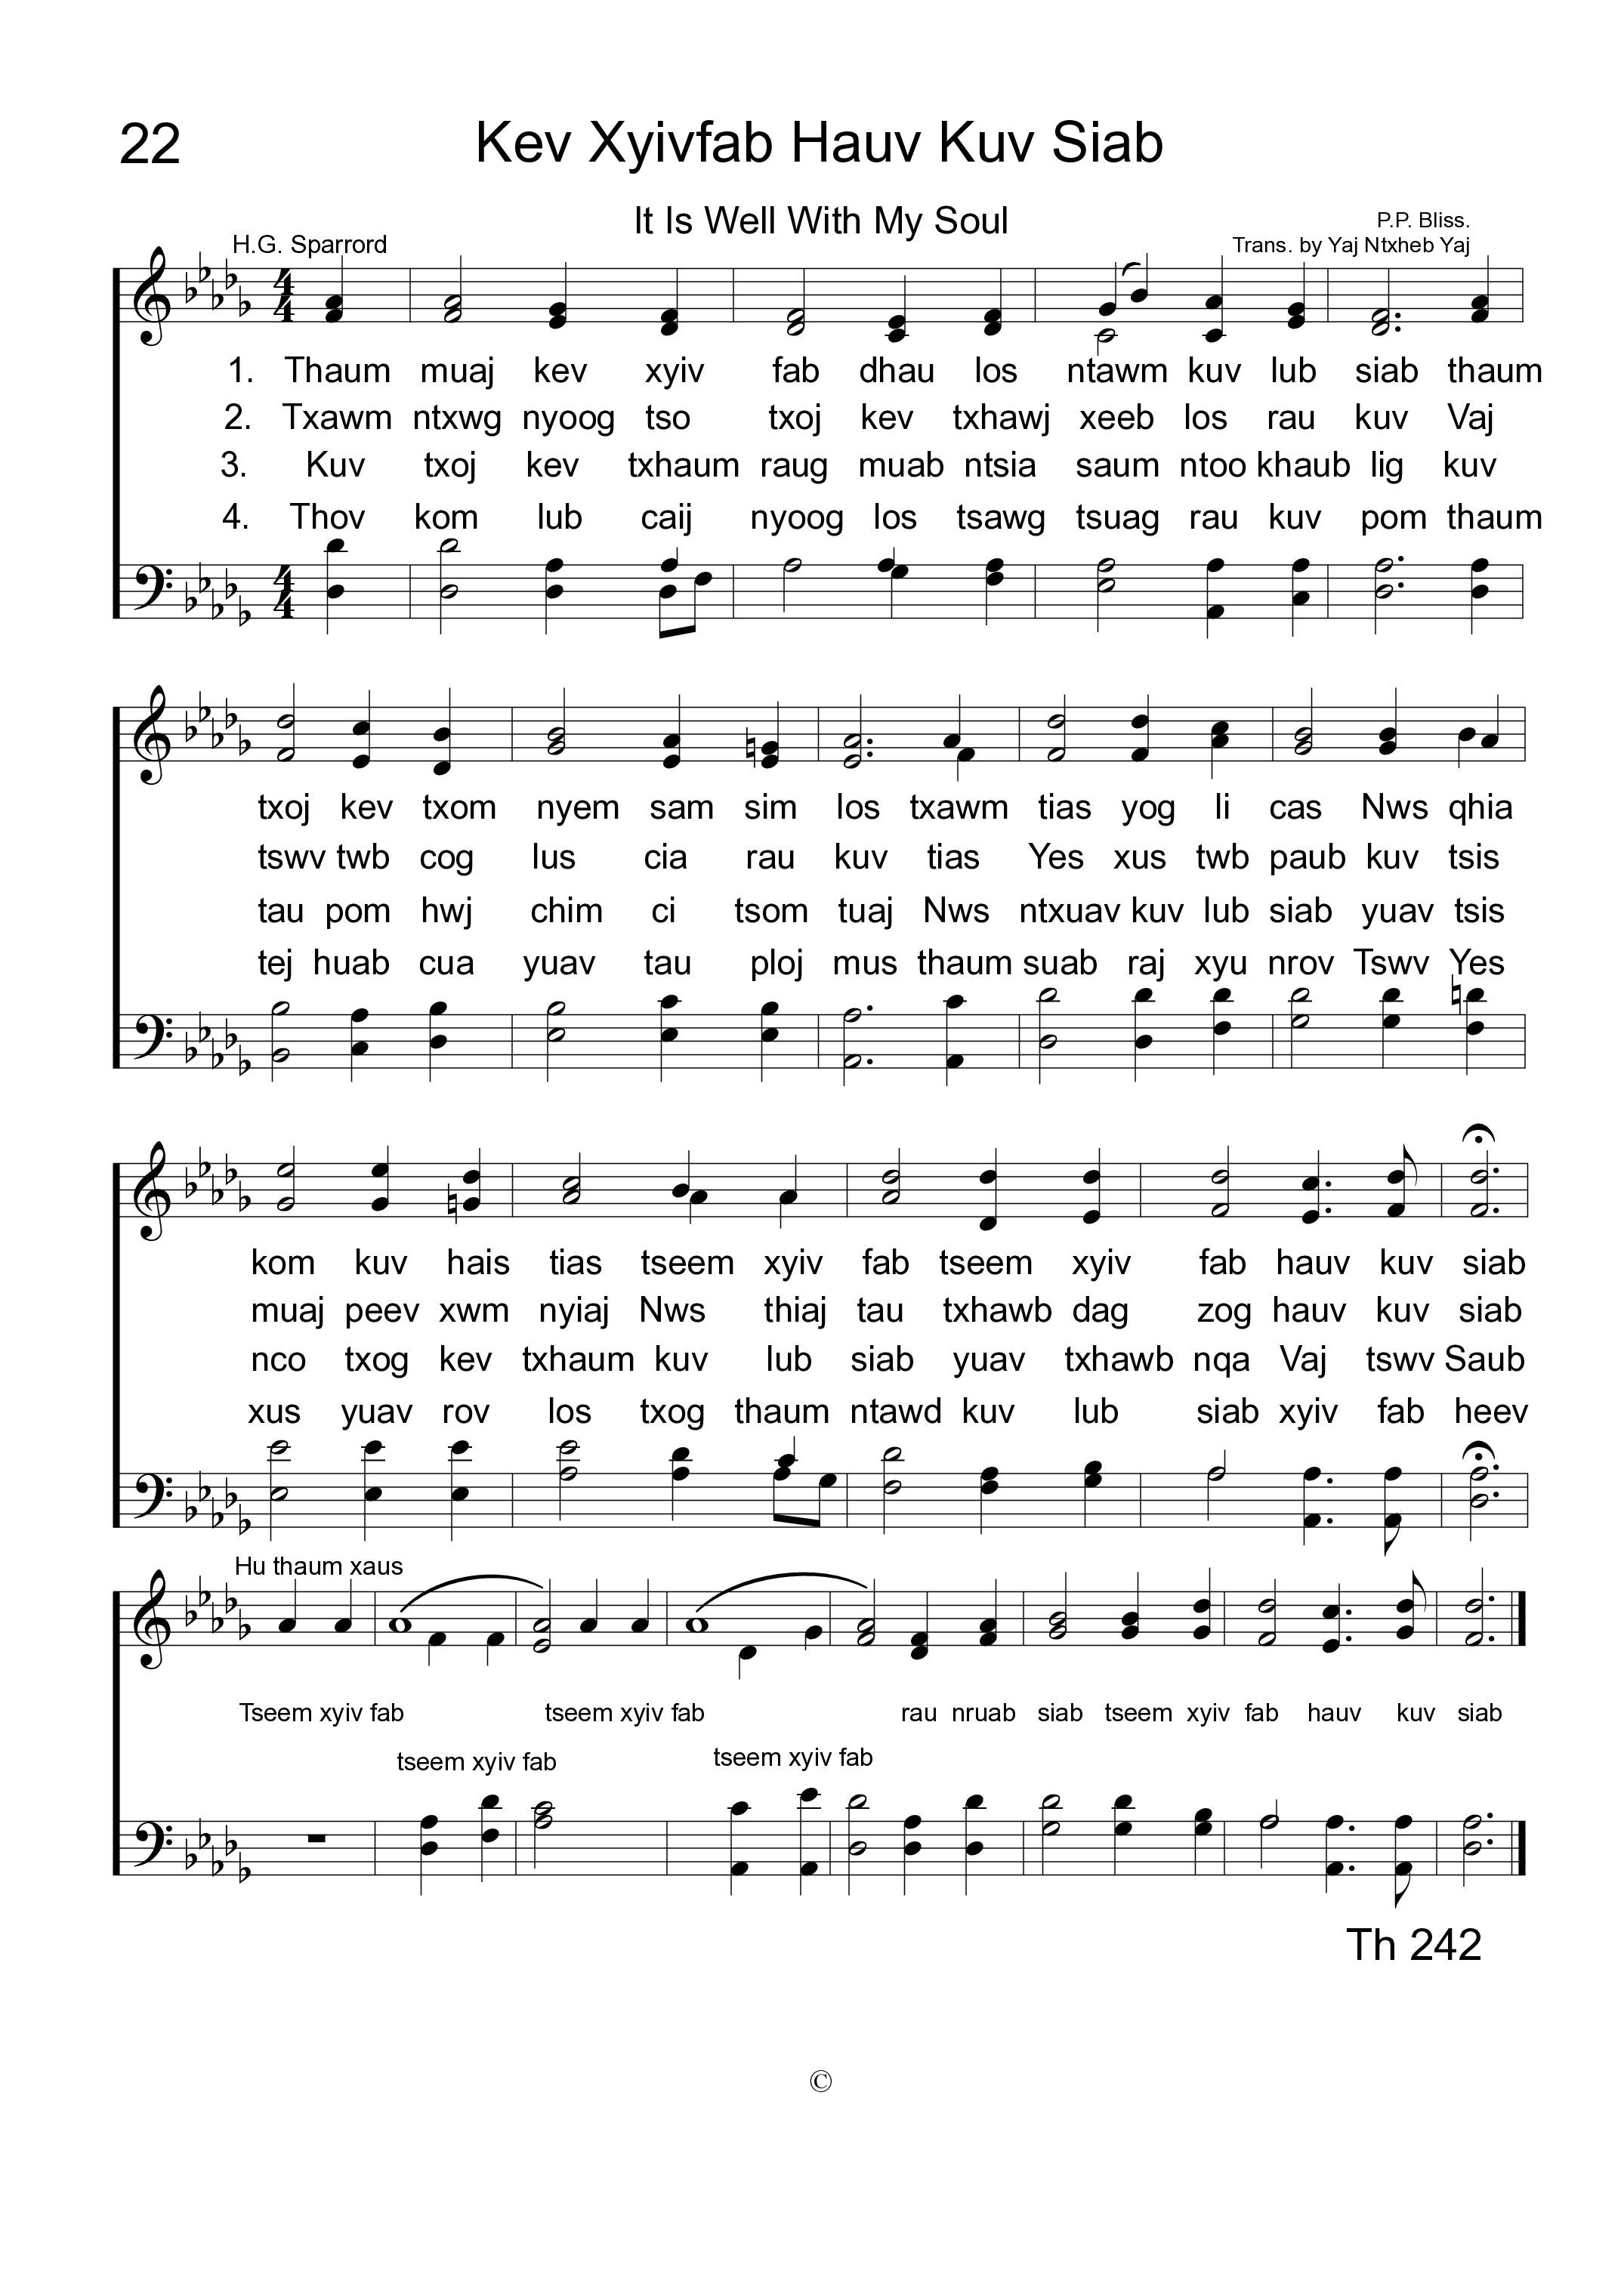 22
Kev Xyivfab Hauv Kuv Siab
It Is Well With My Soul
P.P. Bliss.
H.G. Sparrord
Trans. by Yaj Ntxheb Yaj
1. Thaum muaj kev xyiv fab dhau los ntawm kuv lub siab thaum
2. Txawm ntxwg nyoog tso txoj kev txhawj xeeb los rau kuv Vaj
3. Kuv txoj kev txhaum raug muab ntsia saum ntoo khaub lig kuv
4. Thov kom lub caij nyoog los tsawg tsuag rau kuv pom thaum
txoj kev txom nyem sam sim los txawm tias yog li cas Nws qhia
tswv twb cog lus cia rau kuv tias Yes xus twb paub kuv tsis
tau pom hwj chim ci tsom tuaj Nws ntxuav kuv lub siab yuav tsis
tej huab cua yuav tau ploj mus thaum suab raj xyu nrov Tswv Yes
kom kuv hais tias tseem xyiv fab tseem xyiv fab hauv kuv siab
muaj peev xwm nyiaj Nws thiaj tau txhawb dag zog hauv kuv siab
nco txog kev txhaum kuv lub siab yuav txhawb nqa Vaj tswv Saub
xus yuav rov los txog thaum ntawd kuv lub siab xyiv fab heev
Hu thaum xaus
Tseem xyiv fab tseem xyiv fab rau nruab siab tseem xyiv fab hauv kuv siab
tseem xyiv fab tseem xyiv fab
Th 242
©